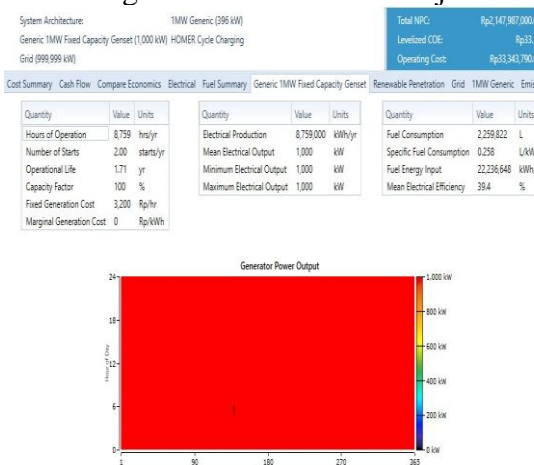 System Architecture: 1MW Generic (396 kW) Total NPC: Rp2,147,987,000.
Generic 1MW Fixed Capacity Genset (1,000 kW) HOMER Cycle Charging Levelized COE: Rp33.
Grid (999,999 kW) Operating Cost: Rp33,343,790.
Cost Summary Cash Flow Compare Economics Electrical Fuel Summary Generic 1MW Fixed Capacity Genset Renewable Penetration Grid 1MW Generic Emis
Quantity Value Units Quantity Value Units Quantity Value Units
Hours of Operation 8,759 hrs/yr Electrical Production 8,759,000 kWh/yr Fuel Consumption 2,259,822 L
Number of Starts 2.00 starts/yr Mean Electrical Output 1,000 kW Specific Fuel Consumption 0.258 L/kW
Operational Life 1.71 yr Minimum Electrical Output 1,000 kW Fuel Energy Input 22,236,648 kWh/
Capacity Factor 100 % Maximum Electrical Output 1,000 kW Mean Electrical Efficiency 39.4 %
Fixed Generation Cost 3,200 Rp/hr
Marginal Generation Cost 0 Rp/kWh
Generator Power Output
24 1,000 kW
800 kW
18
600 kW
Hour of Day
12
400 kW
6
200 kW
0 0 kW
1 90 180 270 365